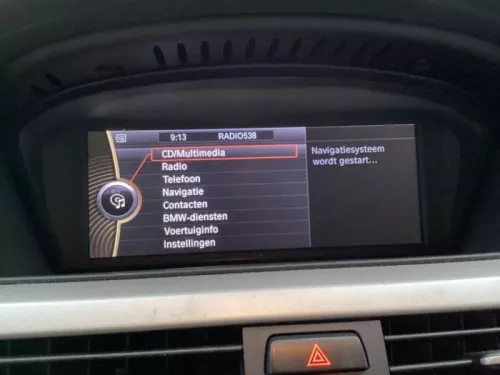 9:13 RADIO538
CD/Multimedia
Radio
Telefoon
Navigatie
Contacten
BMW-diensten
Voertuiginfo
Instellingen
Navigatiesysteem
wordt gestart...